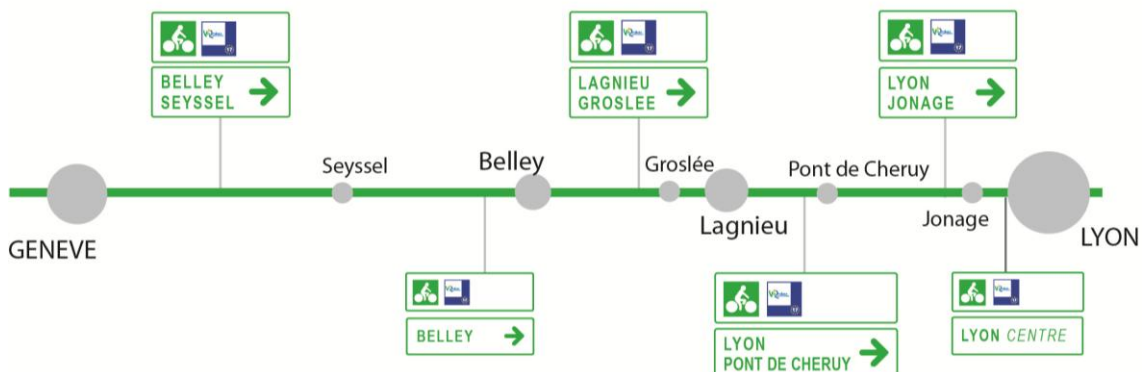 BELLEY
SEYSSEL
LAGNIEU
GROSLEE
LYON
JONAGE
GENEVE
Seyssel
Belley
Groslée
Lagnieu
Pont de Cheruy
Jonage
LYON
BELLEY
LYON
PONT DE CHERUY
LYON CENTRE